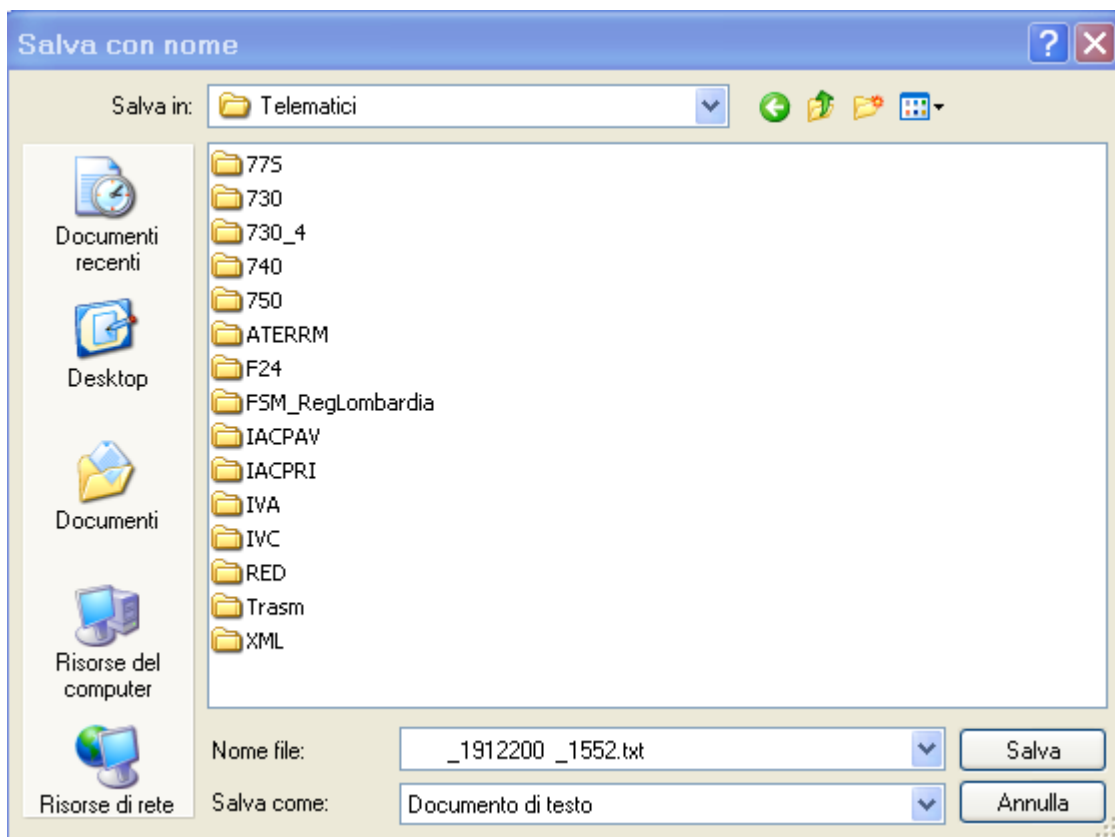 Salva con nome
Salva in:
Telematici
Documenti
recenti
Desktop
Documenti
Risorse del
computer
Risorse di rete
77S
730
730_4
740
750
ATERRM
F24
FSM_RegLombardia
IACPAV
IACPRI
IVA
IVC
RED
Trasm
XML
Nome file:
_1912200 _1552.txt
Salva
Salva come:
Documento di testo
Annulla